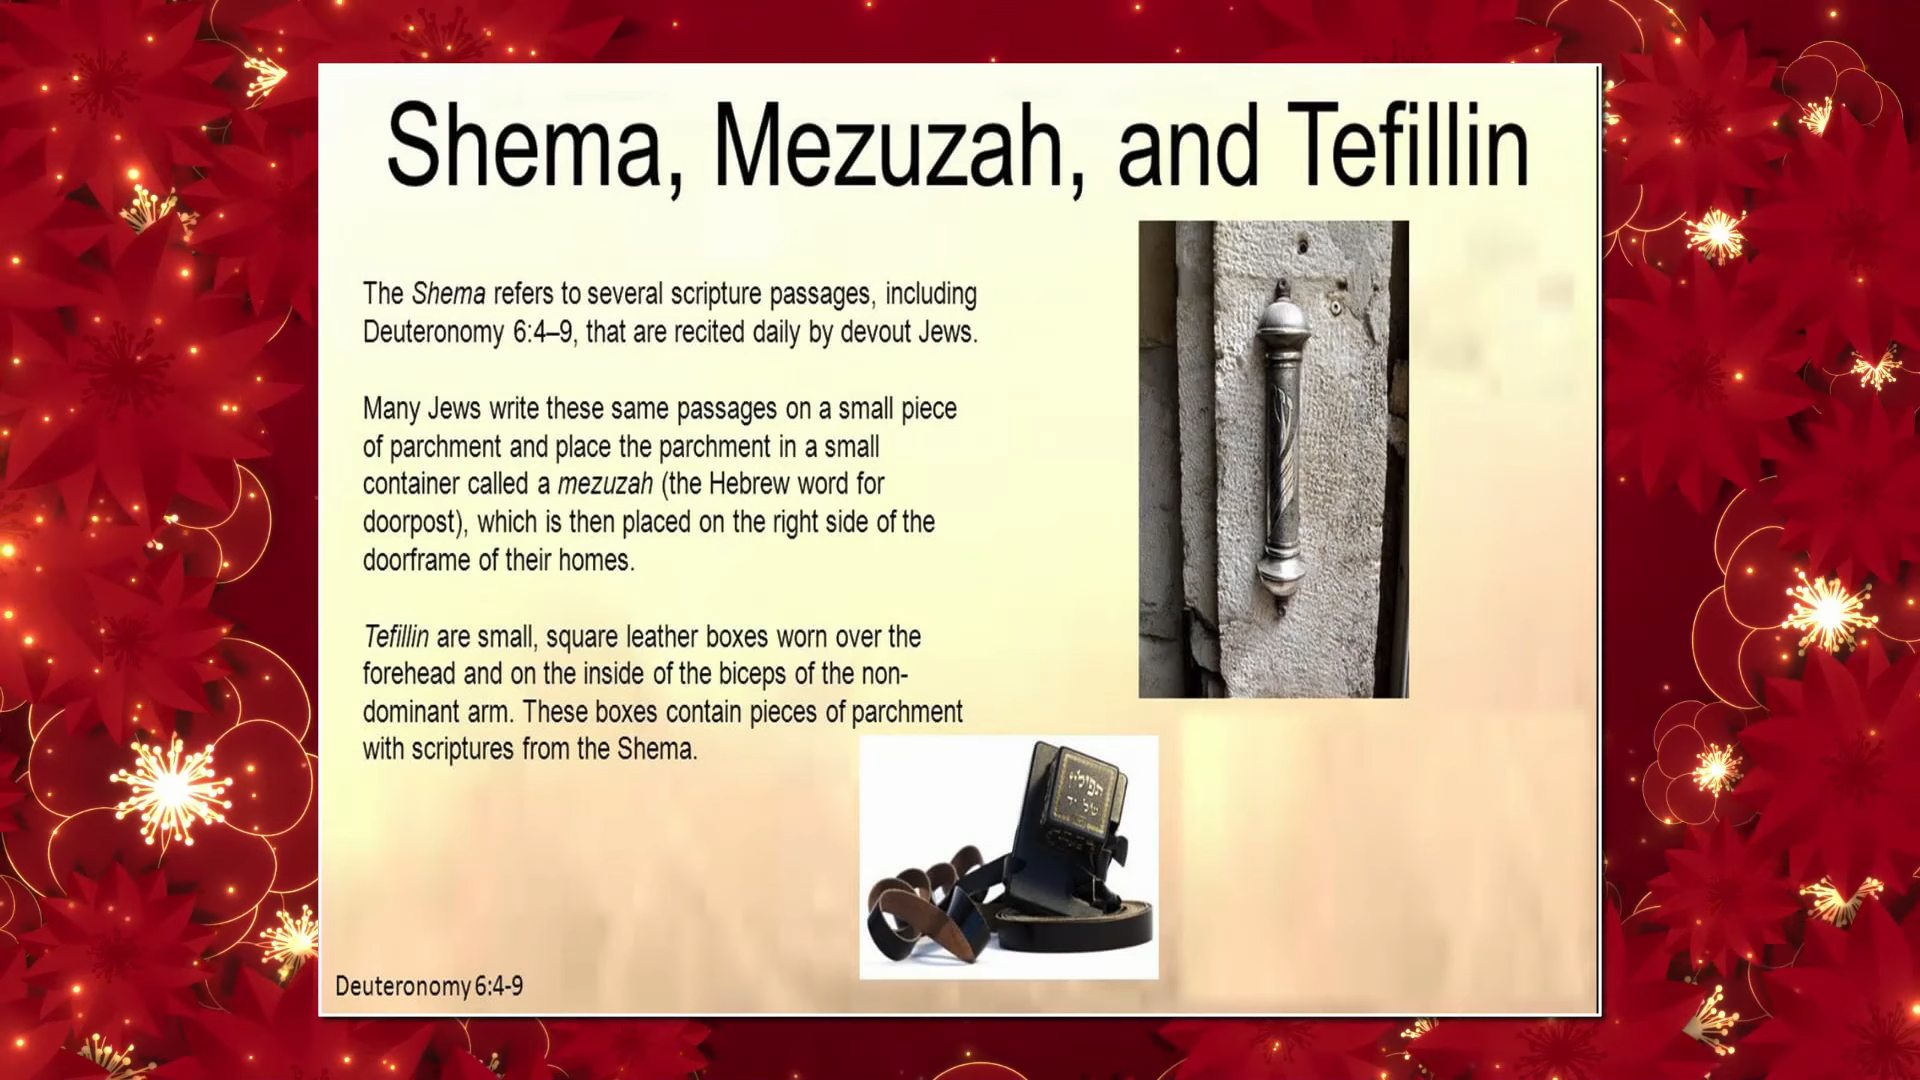 Shema, Mezuzah, and Tefillin
The Shema refers to several scripture passages, including
Deuteronomy 6:4–9, that are recited daily by devout Jews.
Many Jews write these same passages on a small piece
of parchment and place the parchment in a small
container called a mezuzah (the Hebrew word for
doorpost), which is then placed on the right side of the
doorframe of their homes.
Tefillin are small, square leather boxes worn over the
forehead and on the inside of the biceps of the non-
dominant arm. These boxes contain pieces of parchment
with scriptures from the Shema.
תפילין
של יד
Deuteronomy 6:4-9